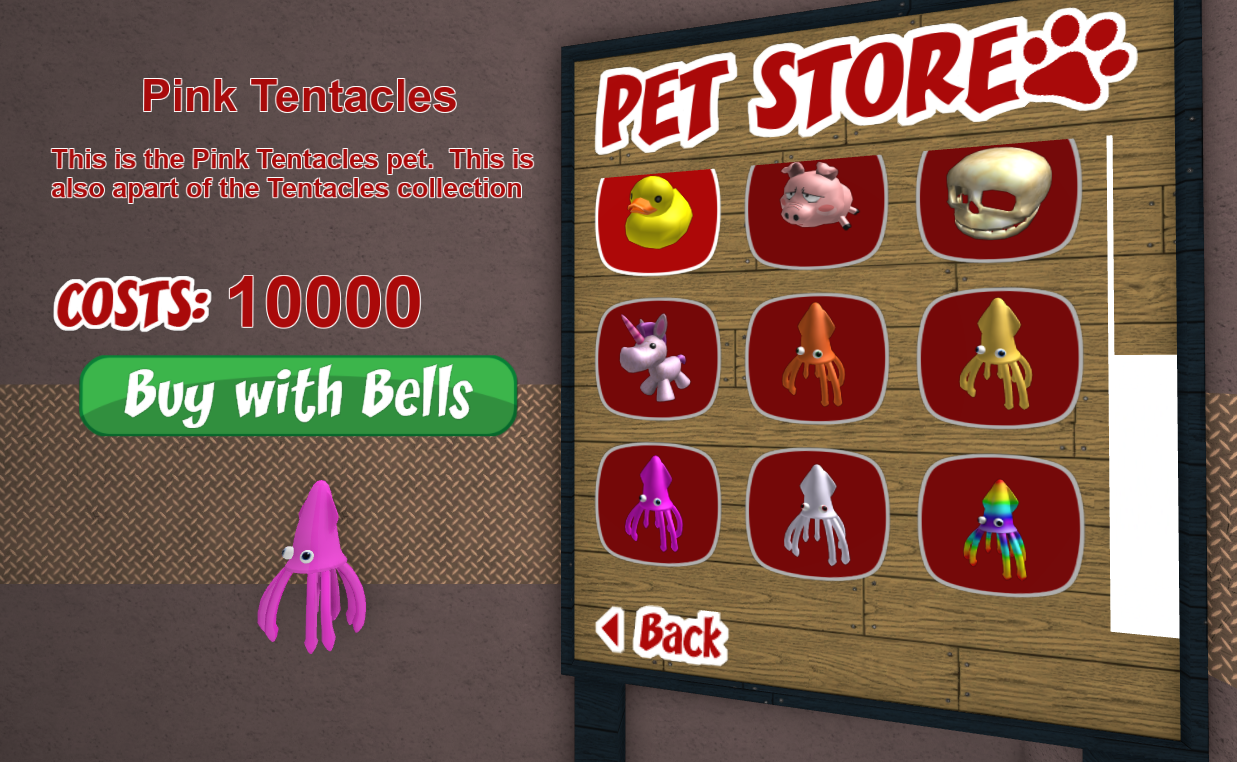 Pink Tentacles
This is the Pink Tentacles pet.  This is
also apart of the Tentacles collection
COSTS: 10000
Buy with Bells
PET STORE
Back